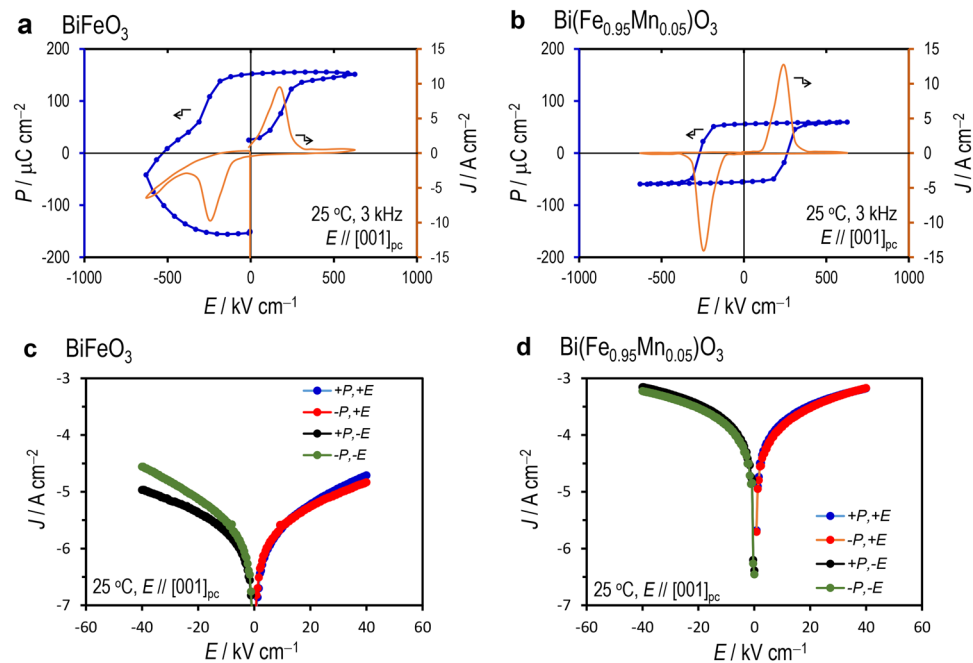 a BiFeO3
b Bi(Fe0.95Mn0.05)O3
200
100
0
-100
-200
P / μC cm−2
15
10
5
0
-5
-10
-15
J / A cm−2
25 oC, 3 kHz
E // [001]pc
-1000 -500 0 500 1000
E / kV cm−1
200
100
0
-100
-200
P / μC cm−2
15
10
5
0
-5
-10
-15
J / A cm−2
25 oC, 3 kHz
E // [001]pc
-1000 -500 0 500 1000
E / kV cm−1
c BiFeO3
d Bi(Fe0.95Mn0.05)O3
-3
-4
-5
-6
-7
J / A cm−2
+P,+E
-P,+E
+P,-E
-P,-E
25 oC, E // [001]pc
-60 -40 -20 0 20 40 60
E / kV cm−1
-3
-4
-5
-6
-7
J / A cm−2
+P,+E
-P,+E
+P,-E
-P,-E
25 oC, E // [001]pc
-60 -40 -20 0 20 40 60
E / kV cm−1